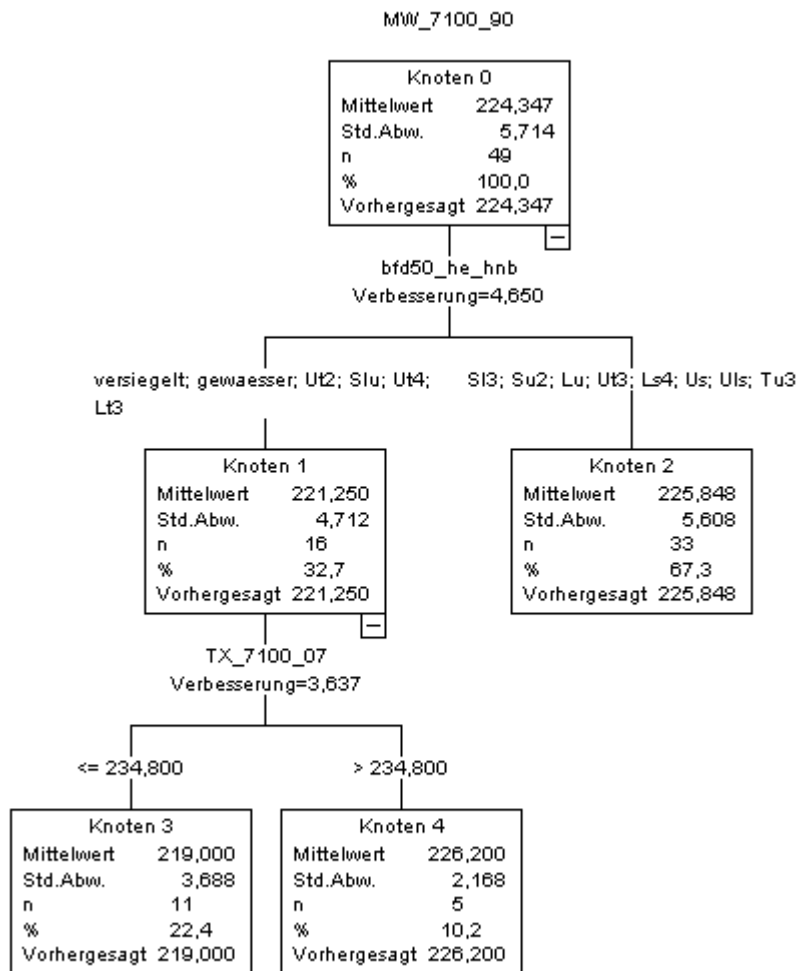 MW_7100_90
Knoten 0
Mittelwert 224,347
Std.Abw. 5,714
n 49
% 100,0
Vorhergesagt 224,347
bfd50_he_hnb
Verbesserung=4,650
versiegelt; gewaesser; Ut2; Slu; Ut4;
Lt3
Sl3; Su2; Lu; Ut3; Ls4; Us; Uls; Tu3
Knoten 1
Mittelwert 221,250
Std.Abw. 4,712
n 16
% 32,7
Vorhergesagt 221,250
Knoten 2
Mittelwert 225,848
Std.Abw. 5,608
n 33
% 67,3
Vorhergesagt 225,848
TX_7100_07
Verbesserung=3,637
<= 234,800
> 234,800
Knoten 3
Mittelwert 219,000
Std.Abw. 3,688
n 11
% 22,4
Vorhergesagt 219,000
Knoten 4
Mittelwert 226,200
Std.Abw. 2,168
n 5
% 10,2
Vorhergesagt 226,200